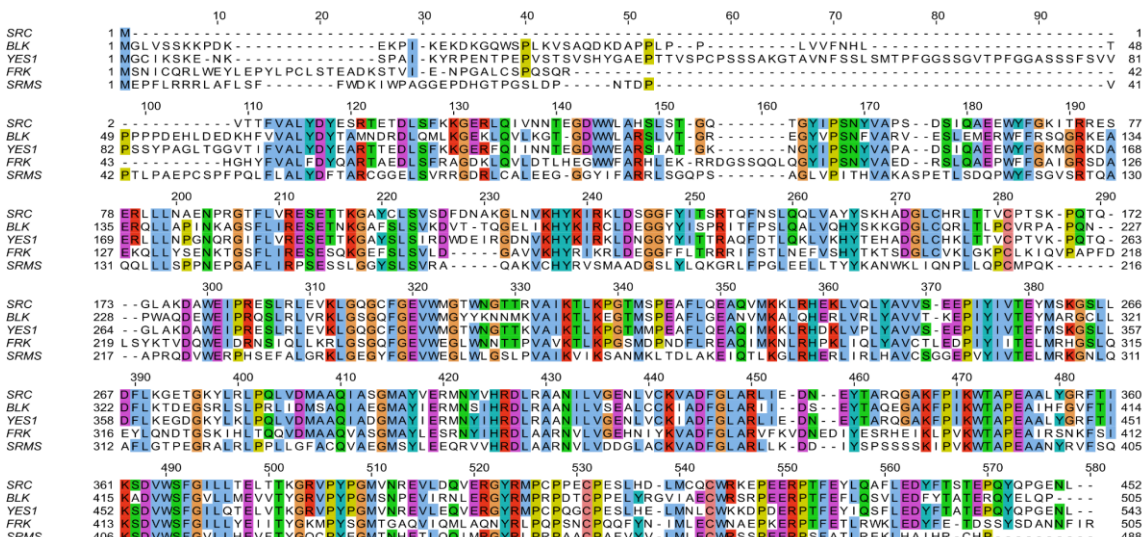 10 20 30 40 50 60 70 80 90
SRC 1 M----------------------------------------------------------------------------------------------- 1
BLK 1 MGLVSSKKPDK--------------EKPI-KEKDKGQWSPLKVSAQDKDAPPLP--P------LVVFNHL------------------T 48
YES1 1 MGCIKSKE-NK--------------SPAI-KYRPENTPEPVSTSVSHYGAEPTTVSPCPSSSAKGTAVNFSSLSMTPFGGSSGVTPFGGASSSFSVV 81
FRK 1 MSNICQRLWEYLEPYLPCLSTEADKSTVI-E-NPGALCSPQSQR---------------------------------------------------- 42
SRMS 1 MEPFLRRRLAFLSF----------FWDKIWPAGGEPDHGTPGSLDP------NTDP--------------------------------------V 41
100 110 120 130 140 150 160 170 180 190
SRC 2 ----------VTTFVALYDYESRTETDLSFKKGERLQIVNNTEGDWWLAHSLST-GQ-------TGYIPSNYVAPS---DSIQAEEWYFGKITRRES 77
BLK 49 PPPPDEHLDEDKHFVVALYDYTAMNDRDLQMLKGEKLQVLKGT-GDWWLARSLVT-GR-------EGYVPSNFVARV---ESLEMERWFFRSQGRKEA 134
YES1 82 PSSYPAGLTGGVTIFVALYDYEARTTEDLSFKKGERFQIINNTEGDWWEARSIAT-GK-------NGYIPSNYVAPA---DSIQAEEWYFGKMGRKDA 168
FRK 43 ---------HGHYFVALFDYQARTAEDLSFRAGDKLQVLDTLHEGWWFARHLEK-RRDGSSQQLQGYIPSNYVAED---RSLQAEPWFFGAIGRSDA 126
SRMS 42 PTLPAEPCSPFPQLFLALYDFTARCGGELSVRRGDRLCALEEG-GGYIFARRLSGQPS------AGLVPITHVAKASPETLSDQPWYFSGVSRTQA 130
200 210 220 230 240 250 260 270 280 290
SRC 78 ERLLLNAENPRGTFLVRESETTKGAYCLSVSDFDNAKGLNVKHYKIRKLDSGGFYITSRTQFNSLQQLVAYYSKHADGLCHRLTTVCPTSK-PQTQ- 172
BLK 135 ERQLLAPINKAGSFLIRESETNKGAFSLSVKDVT-TQGELIKHYKIRCLDEGGYYISPRITFPSLQALVQHYSKKGDGLCQRLTLPCVRPA-PQN-- 227
YES1 169 ERLLLNPGNQRGIFLVRESETTKGAYSLSIRDWDEIRGDNVKHYKIRKLDNGGYYITTRAQFDTLQKLVKHYTEHADGLCHKLTTVCPTVK-PQT-- 263
FRK 127 EKQLLYSENKTGSFLIRESESQKGEFSLSVLD-----GAVVKHYRIKRLDEGGFFLTRRRIFSTLNEFVSHYTKTSDGLCVKLGKPCLKIQVPAPFD 218
SRMS 131 QQLLLSPPNEPGAFLIRPSESSLGGYSLSVRA-----QAKVCHYRVSMAADGSLYLQKGRLFPGLEELLTYYKANWKLIQNPLLQPCMPQK------ 216
300 310 320 330 340 350 360 370 380
SRC 173 --GLAKDAWEIPRESLRLEVKLGQGCFGEVWMGTWNGTTRVAIKTLKPGTMSPEAFLQEAQVMKKLRHEKLVQLYAVVS-EEPIYIVTEYMSKGSLL 266
BLK 228 --PWAQDEWEIPRQSLRLVRKLGSGQFGEVWMGYYKNNMKVAIKTLKEGTMSPEAFLGEANVMKALQHERLVRLYAVVT-KEPIYIVTEYMARGCLL 321
YES1 264 --GLAKDAWEIPRESLRLEVKLGQGCFGEVWMGTWNGTTKVAIKTLKPGTMMPEAFLQEAQIMKKLRHDKLVPLYAVVS-EEPIYIVTEFMSKGSLL 357
FRK 219 LSYKTVDQWEIDRNSIQLLKRLGSGQFGEVWEGLWNNTTPVAVKTLKPGSMDPNDFLREAQIMKNLRHPKLIQLYAVCTLEDPIYIITELMRHGSLQ 315
SRMS 217 --APRQDVWERPHSEFALGRKLGEGYFGEVWEGLWLGSLPVAIKVIKSANMKLTDLAKEIQTLKGLRHERLIRLHAVCSGGEPVYIVTELMRKGNLQ 311
390 400 410 420 430 440 450 460 470 480
SRC 267 DFLKGETGKYLRLPQLVDMAAQIASGMAYVERMNYVHRDLRAANILVGENLVCKVADFGLARLIE-DN--EYTARQGAKFPIKWTAPEAALYGRFTI 360
BLK 322 DFLKTDEGSRLSLPRLIDMSAQIAEGMAYIERMNSIHRDLRAANILVSEALCCKIADFGLARII--DS--EYTAQEGAKFPIKWTAPEAIHFGVFTI 414
YES1 358 DFLKEGDGKYLKLPQLVDMAAQIADGMAYIERMNYIHRDLRAANILVGENLVCKIADFGLARLIE-DN--EYTARQGAKFPIKWTAPEAALYGRFTI 451
FRK 316 EYLQNDTGSKIHLTQQVDMAAQVASGMAYLESRNYIHRDLAARNVLVGEHNIYKVADFGLARVFKVDNEDIYESRHEIKLPVKWTAPEAIRSNKFSI 412
SRMS 312 AFLGTPEGRALRLPPLLGFACQVAEGMSYLEEQRVVHRDLAARNVLVDDGLACKVADFGLARLLK-DD--IYSPSSSSKIPVKWTAPEAANYRVFSQ 405
490 500 510 520 530 540 550 560 570 580
SRC 361 KSDVWSFGILLTELTTKGRVPYPGMVNREVLDQVERGYRMPCPPECPESLHD-LMCQCWRKEPEERPTFEYLQAFLEDYFTSTEPQYQPGENL-- 450
BLK 415 KADVWSFGVLLMEVVTYGRVPYPGMSNPEVIRNLERGYRMPRPDTCPPELYRGVIAECWRSRPEERPTFEFLQSVLEDFYTATERQYELQP---- 505
YES1 452 KSDVWSFGILQTELVTKGRVPYPGMVNREVLEQVERGYRMPCPQGCPESLHE-LMNLCWKKDPDERPTFEYIQSFLEDYFTATEPQYQPGENL-- 543
FRK 413 KSDVWSFGILLYEIITYGKMPYSGMTGAQVIQMLAQNYRLPQPSNCPQQFYN-IMLECWNAEPKERPTFETLRWKLEDYFE-TDSSYSDANNFIR 505
SRMS 406 KSDVWSFGVLLHEVFTYGQCPYEGMTNHETLQQIMRGYRLPRPAACPAEVYV-LMLECWRSSPEERPSFATLREKLHAIHR-CHP---------- 488